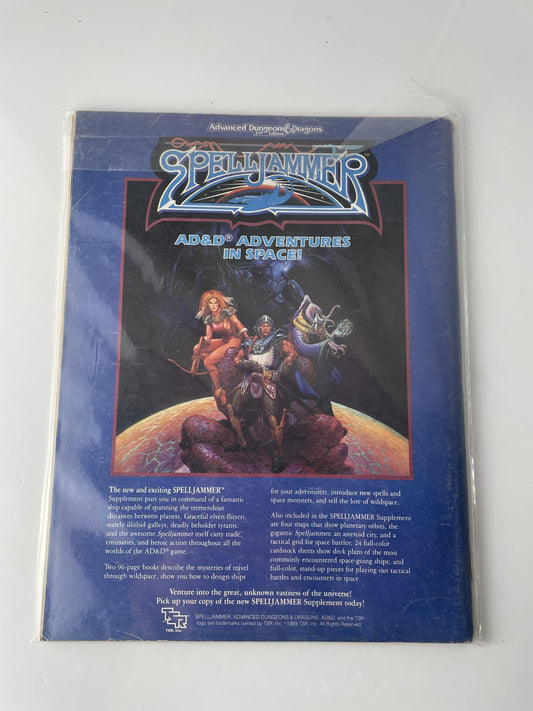 Advanced Dungeons & Dragons®
2nd Edition
SPELLJAMMER™
AD&D® ADVENTURES
IN SPACE!
The new and exciting SPELLJAMMER™
Supplement puts you in command of a fantastic
ship capable of spanning the tremendous
distances between planets. Graceful elven flitters,
stately illithid galleys, deadly beholder tyrants,
and the awesome Spelljammer itself carry trade,
emissaries, and heroic action throughout all the
worlds of the AD&D® game.
Two 96-page books describe the mysteries of travel
through wildspace, show you how to design ships
for your adventurers, introduce new spells and
space monsters, and tell the lore of wildspace.
Also included in the SPELLJAMMER Supplement
are four maps that show planetary orbits, the
gigantic Spelljammer, an asteroid city, and a
tactical grid for space battles; 24 full-color
cardstock sheets show deck plans of the most
commonly encountered space-going ships; and
full-color, stand-up pieces for playing out tactical
battles and encounters in space.
Venture into the great, unknown vastness of the universe!
Pick up your copy of the new SPELLJAMMER Supplement today!
TSR, Inc.
SPELLJAMMER, ADVANCED DUNGEONS & DRAGONS, AD&D, and the TSR
logo are trademarks owned by TSR, Inc. ©1989 TSR, Inc. All Rights Reserved.